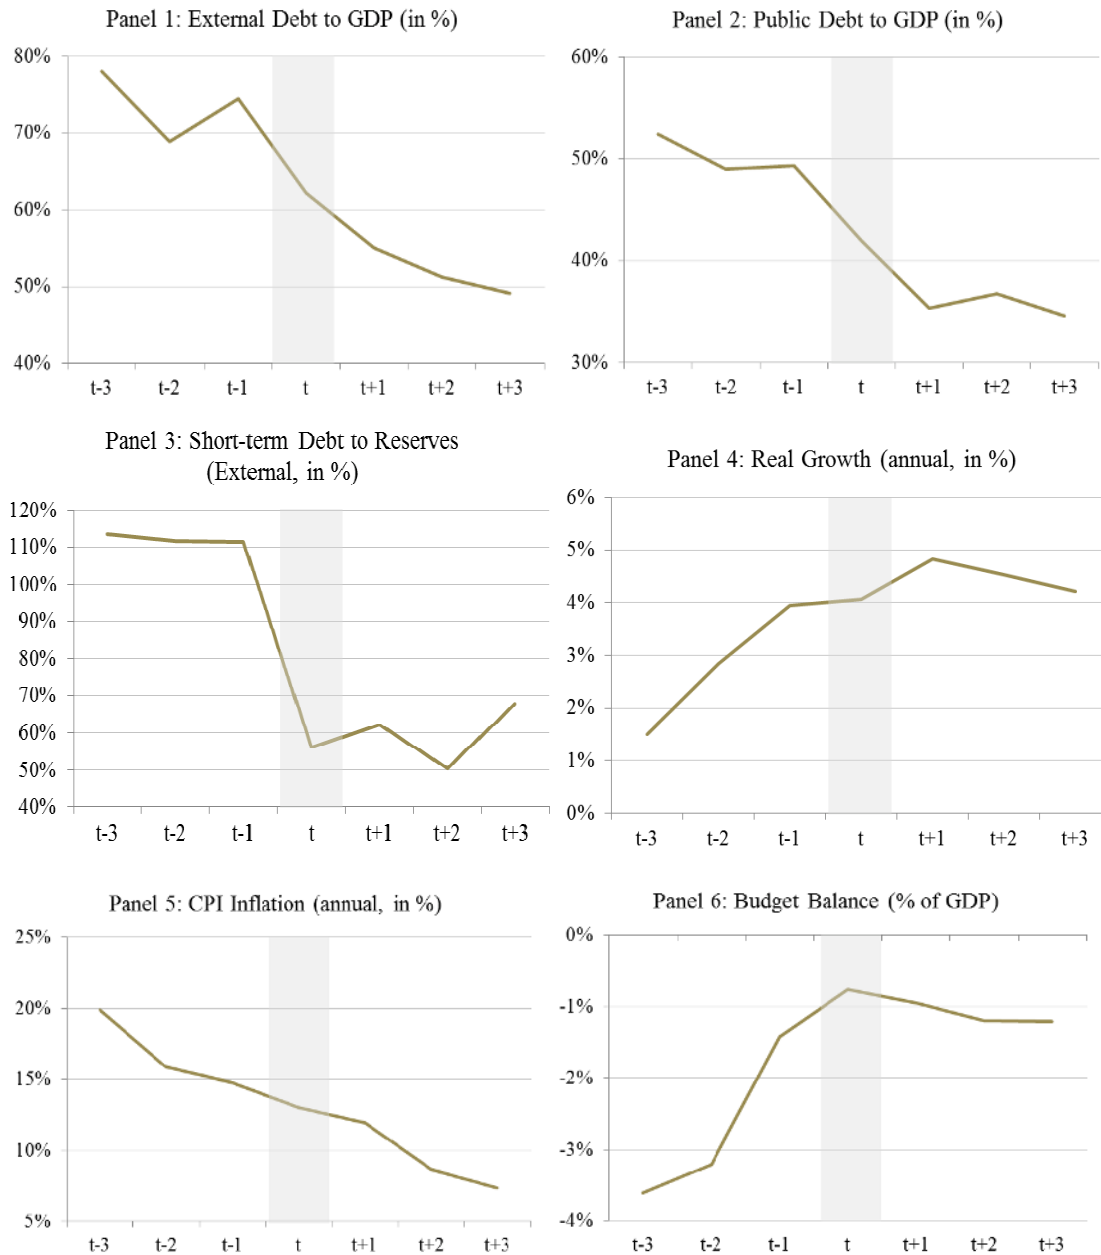 Panel 1: External Debt to GDP (in %)
80%
70%
60%
50%
40%
t-3 t-2 t-1 t t+1 t+2 t+3
Panel 2: Public Debt to GDP (in %)
60%
50%
40%
30%
t-3 t-2 t-1 t t+1 t+2 t+3
Panel 3: Short-term Debt to Reserves
(External, in %)
120%
110%
100%
90%
80%
70%
60%
50%
40%
t-3 t-2 t-1 t t+1 t+2 t+3
Panel 4: Real Growth (annual, in %)
6%
5%
4%
3%
2%
1%
0%
t-3 t-2 t-1 t t+1 t+2 t+3
Panel 5: CPI Inflation (annual, in %)
25%
20%
15%
10%
5%
t-3 t-2 t-1 t t+1 t+2 t+3
Panel 6: Budget Balance (% of GDP)
0%
-1%
-2%
-3%
-4%
t-3 t-2 t-1 t t+1 t+2 t+3